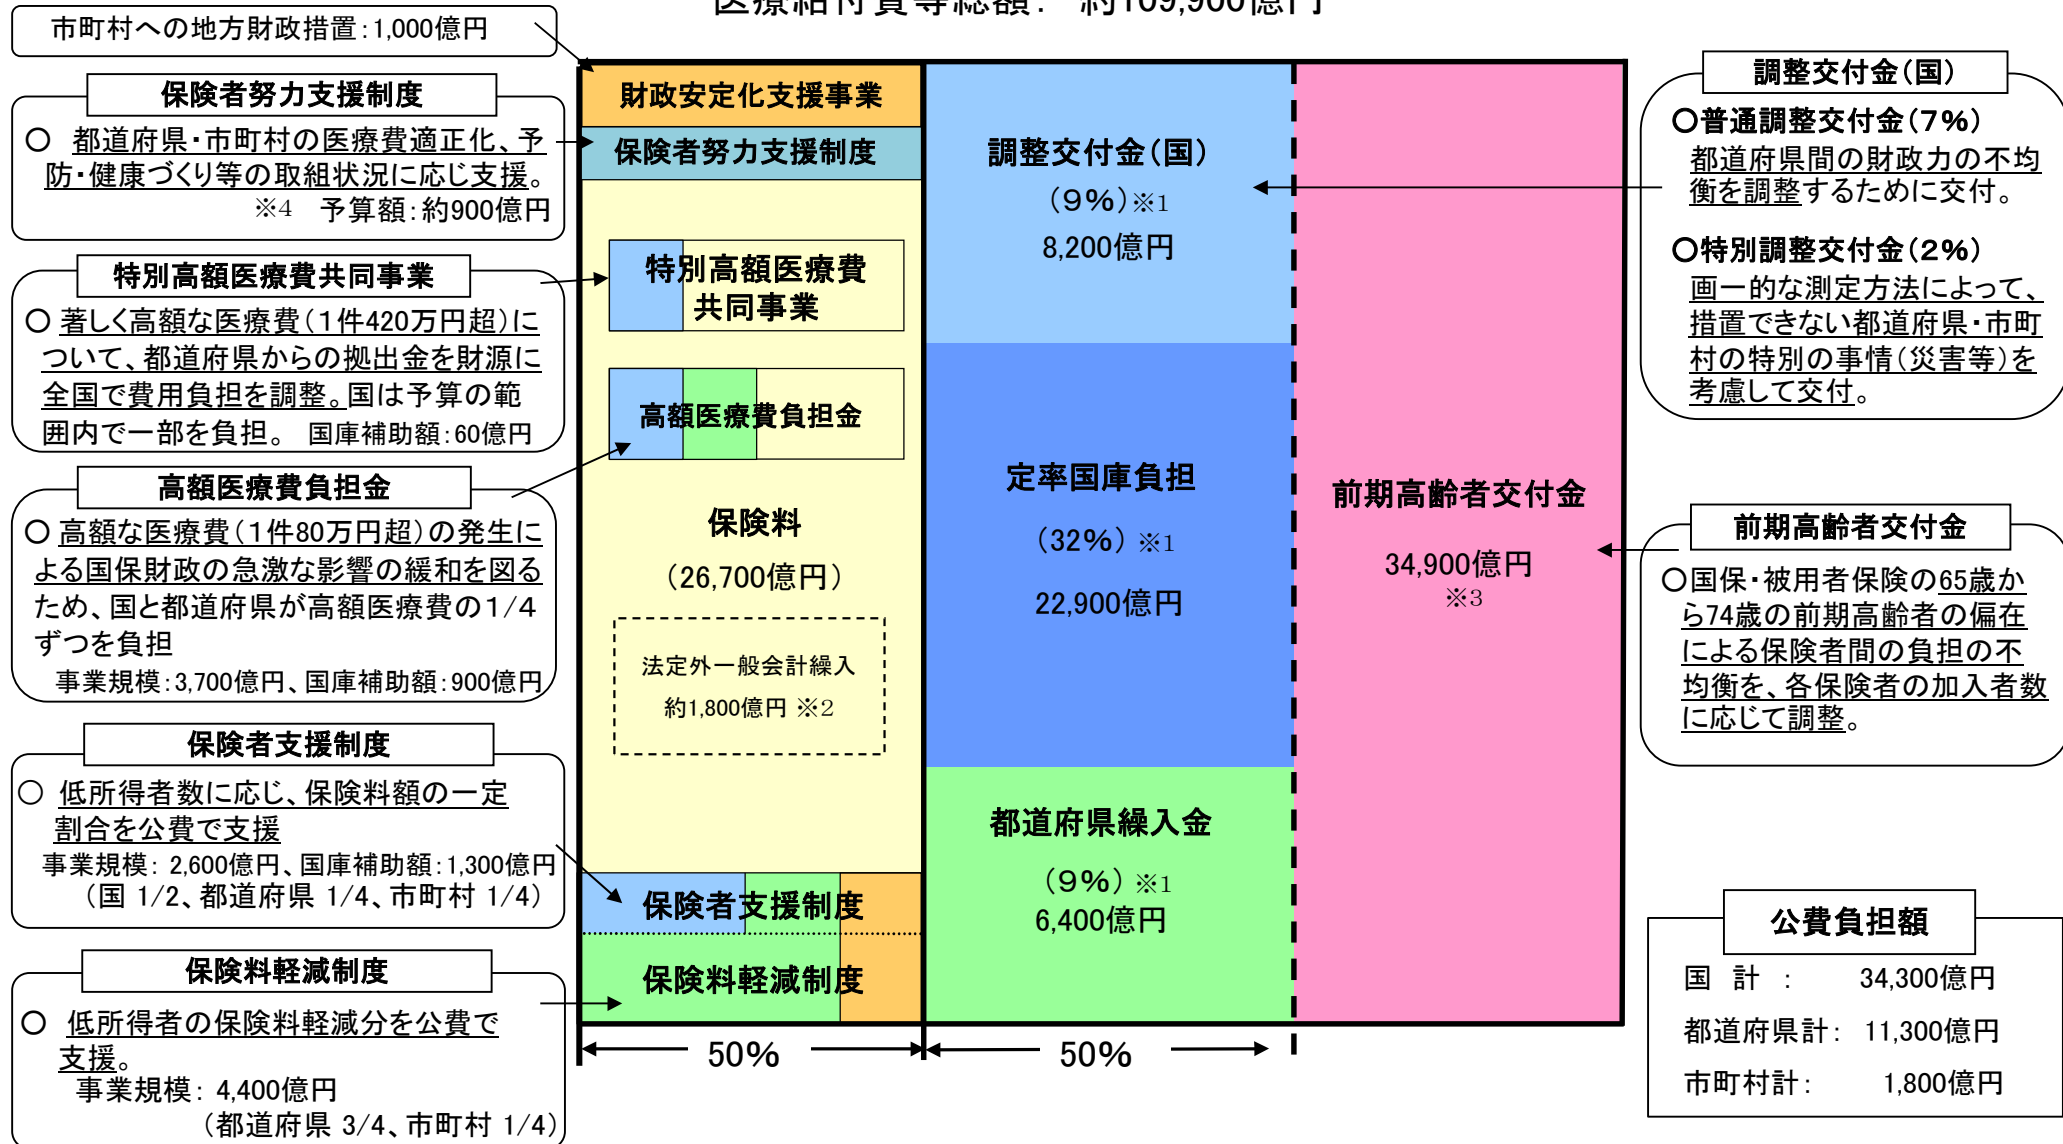 医療給付費等総額： 約109,900億円
市町村への地方財政措置：1,000億円
保険者努力支援制度
○ 都道府県・市町村の医療費適正化、予
防・健康づくり等の取組状況に応じ支援。
※4 予算額：約900億円
特別高額医療費共同事業
○ 著しく高額な医療費（1件420万円超）に
ついて、都道府県からの拠出金を財源に
全国で費用負担を調整。国は予算の範
囲内で一部を負担。 国庫補助額：60億円
高額医療費負担金
○ 高額な医療費（1件80万円超）の発生に
よる国保財政の急激な影響の緩和を図る
ため、国と都道府県が高額医療費の1/4
ずつを負担
事業規模：3,700億円、国庫補助額：900億円
保険者支援制度
○ 低所得者数に応じ、保険料額の一定
割合を公費で支援
事業規模： 2,600億円、国庫補助額：1,300億円
（国 1/2、都道府県 1/4、市町村 1/4）
保険料軽減制度
○ 低所得者の保険料軽減分を公費で
支援。
事業規模： 4,400億円
（都道府県 3/4、市町村 1/4）
財政安定化支援事業
保険者努力支援制度
特別高額医療費
共同事業
高額医療費負担金
保険料
（26,700億円）
法定外一般会計繰入
約1,800億円 ※2
保険者支援制度
保険料軽減制度
50%
調整交付金（国）
（9%）※1
8,200億円
定率国庫負担
（32%）※1
22,900億円
都道府県繰入金
（9%）※1
6,400億円
50%
前期高齢者交付金
34,900億円
※3
調整交付金（国）
○普通調整交付金（7%）
都道府県間の財政力の不均
衡を調整するために交付。
○特別調整交付金（2%）
画一的な測定方法によって、
措置できない都道府県・市町
村の特別の事情（災害等）を
考慮して交付。
前期高齢者交付金
○国保・被用者保険の65歳か
ら74歳の前期高齢者の偏在
による保険者間の負担の不
均衡を、各保険者の加入者数
に応じて調整。
公費負担額
国 計 ： 34,300億円
都道府県計： 11,300億円
市町村計： 1,800億円